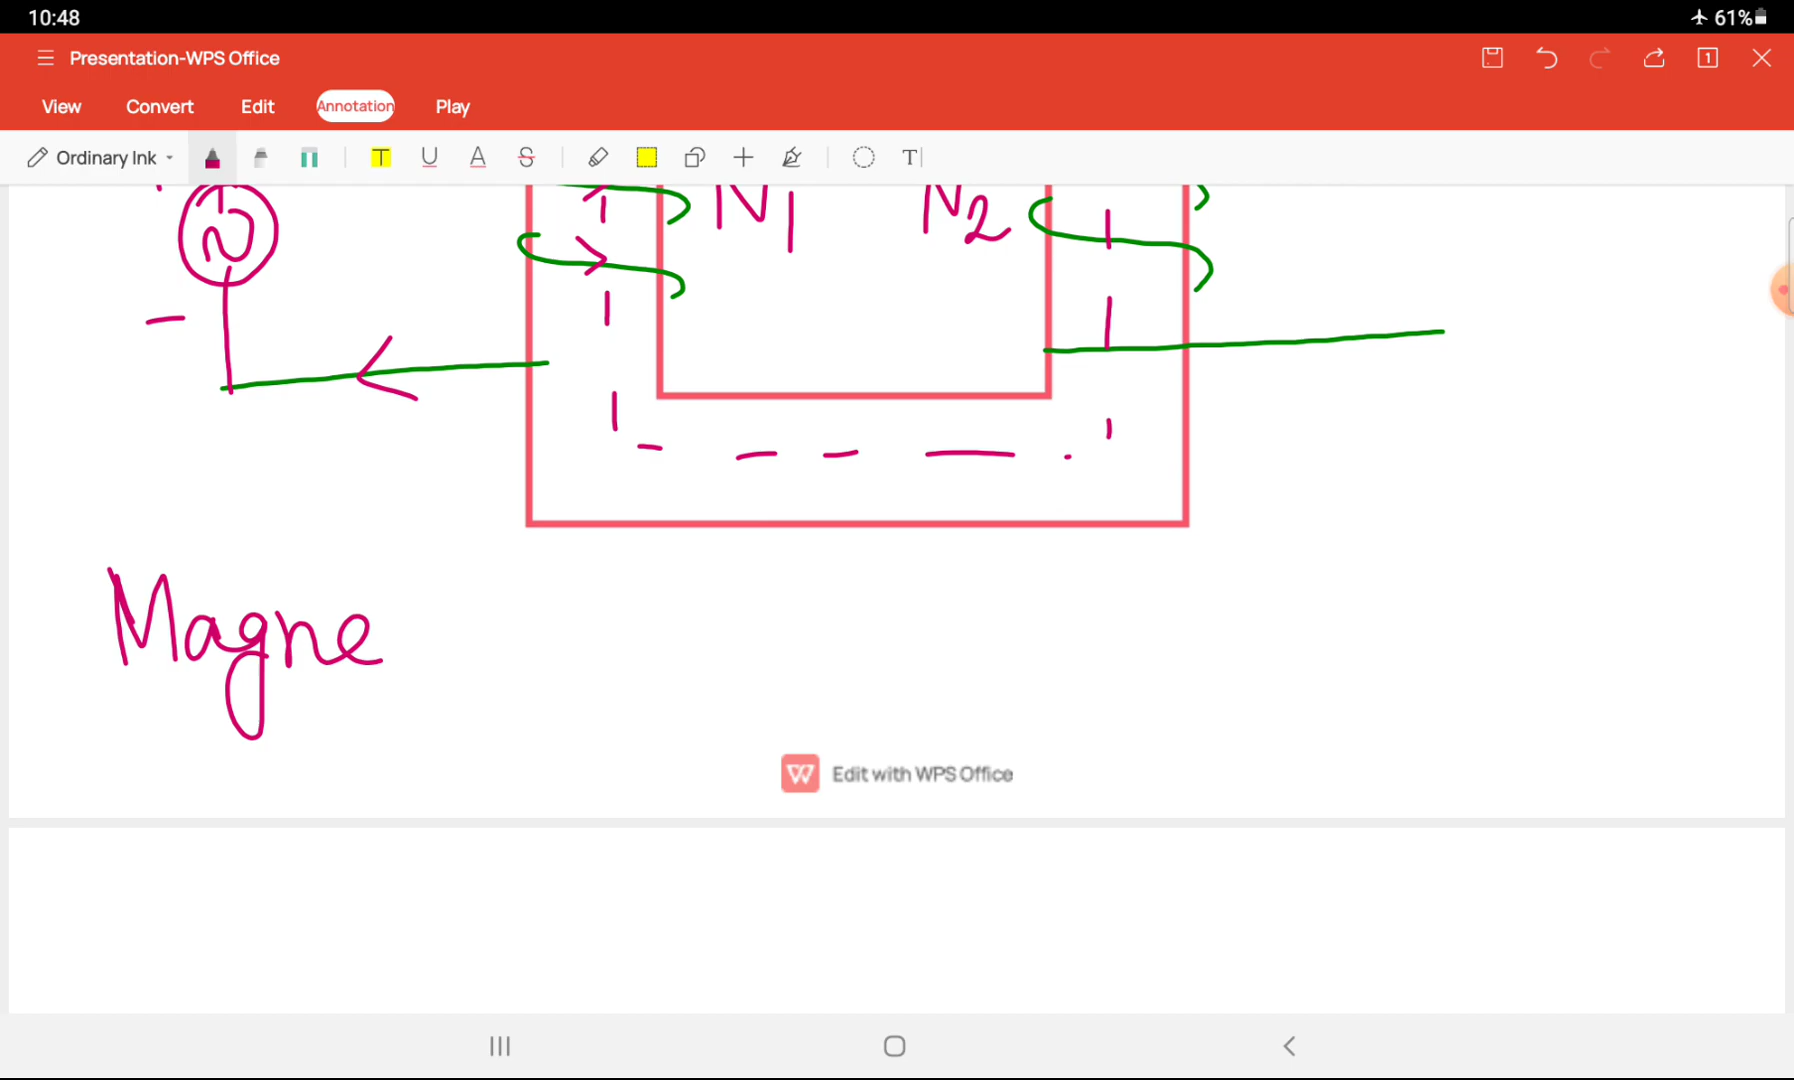 10:48 61%
Presentation-WPS Office 1
View Convert Edit Annotation Play
Ordinary Ink T U A S T
N1 N2
-
Magne
Edit with WPS Office